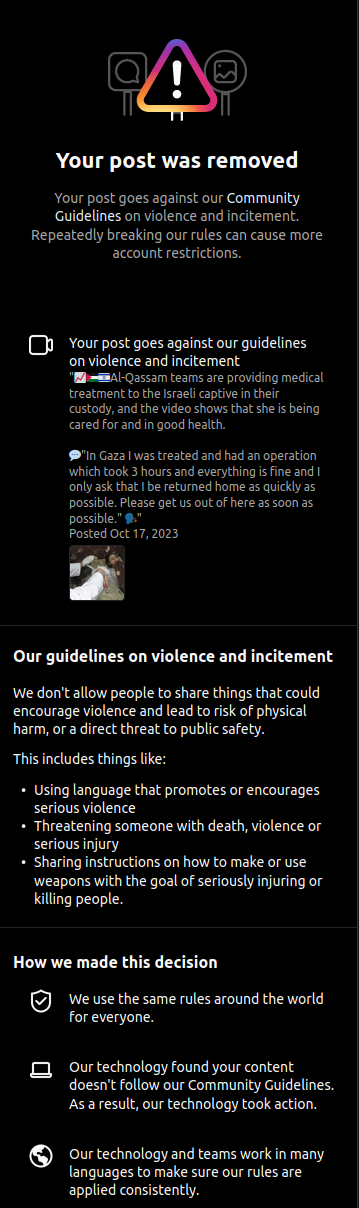 Your post was removed
Your post goes against our Community
Guidelines on violence and incitement.
Repeatedly breaking our rules can cause more
account restrictions.
Your post goes against our guidelines
on violence and incitement
"📈🇵🇸➖🇮🇱Al-Qassam teams are providing medical
treatment to the Israeli captive in their
custody, and the video shows that she is being
cared for and in good health.
💬"In Gaza I was treated and had an operation
which took 3 hours and everything is fine and I
only ask that I be returned home as quickly as
possible. Please get us out of here as soon as
possible." 🗣"
Posted Oct 17, 2023
Our guidelines on violence and incitement
We don't allow people to share things that could
encourage violence and lead to risk of physical
harm, or a direct threat to public safety.
This includes things like:
• Using language that promotes or encourages
serious violence
• Threatening someone with death, violence or
serious injury
• Sharing instructions on how to make or use
weapons with the goal of seriously injuring or
killing people.
How we made this decision
We use the same rules around the world
for everyone.
Our technology found your content
doesn't follow our Community Guidelines.
As a result, our technology took action.
Our technology and teams work in many
languages to make sure our rules are
applied consistently.